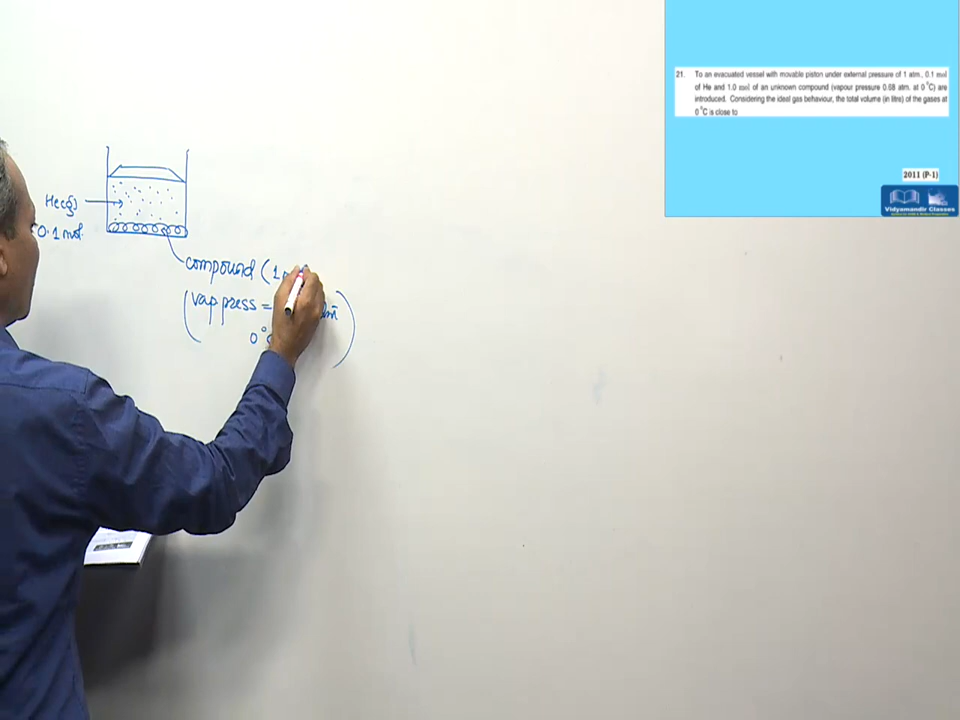 21. To an evacuated vessel with movable piston under external pressure of 1 atm., 0.1 mol
of He and 1.0 mol of an unknown compound (vapour pressure 0.68 atm. at 0 °C) are
introduced. Considering the ideal gas behaviour, the total volume (in litre) of the gases at
0 °C is close to
2011 (P-1)
Vidyamandir Classes
He(g)
0.1 mol.
compound (1
(vap press =
0°